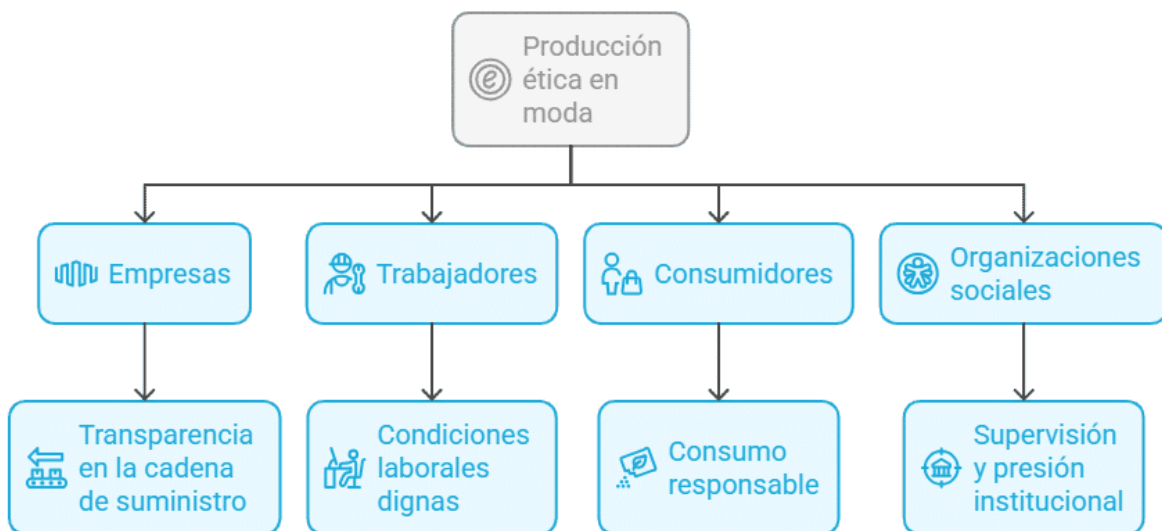 Producción
ética en
moda
Empresas
Trabajadores
Consumidores
Organizaciones
sociales
Transparencia
en la cadena
de suministro
Condiciones
laborales
dignas
Consumo
responsable
Supervisión
y presión
institucional